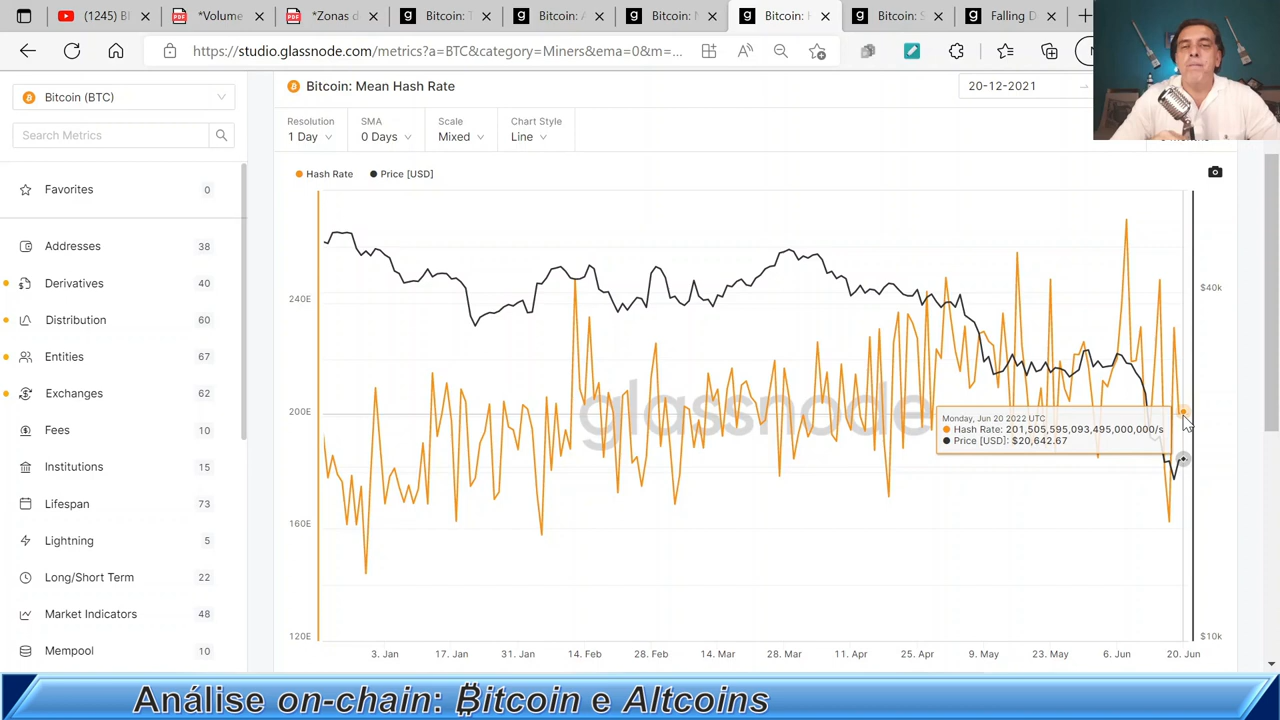 (1245) B
*Volume
*Zonas d
Bitcoin: T
Bitcoin: A
Bitcoin: M
Bitcoin: H
Bitcoin: S
Falling D
https://studio.glassnode.com/metrics?a=BTC&category=Miners&ema=0&m=...
Bitcoin (BTC)
Search Metrics
Favorites 0
Addresses 38
Derivatives 40
Distribution 60
Entities 67
Exchanges 62
Fees 10
Institutions 15
Lifespan 73
Lightning 5
Long/Short Term 22
Market Indicators 48
Mempool 10
Bitcoin: Mean Hash Rate
20-12-2021 →
Resolution
1 Day
SMA
0 Days
Scale
Mixed
Chart Style
Line
Hash Rate Price [USD]
240E
200E
160E
120E
$40k
$10k
glassnode
Monday, Jun 20 2022 UTC
Hash Rate: 201,505,595,093,495,000,000/s
Price [USD]: $20,642.67
3. Jan 17. Jan 31. Jan 14. Feb 28. Feb 14. Mar 28. Mar 11. Apr 25. Apr 9. May 23. May 6. Jun 20. Jun
Análise on-chain: ₿itcoin e Altcoins